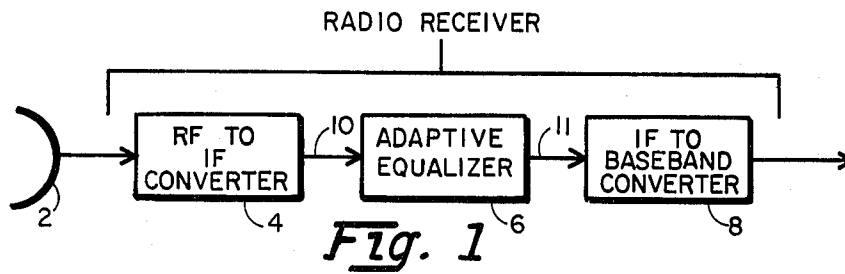 RADIO RECEIVER
RF TO
IF
CONVERTER
10
ADAPTIVE
EQUALIZER
11
IF TO
BASEBAND
CONVERTER
2
4
6
8
Fig. 1